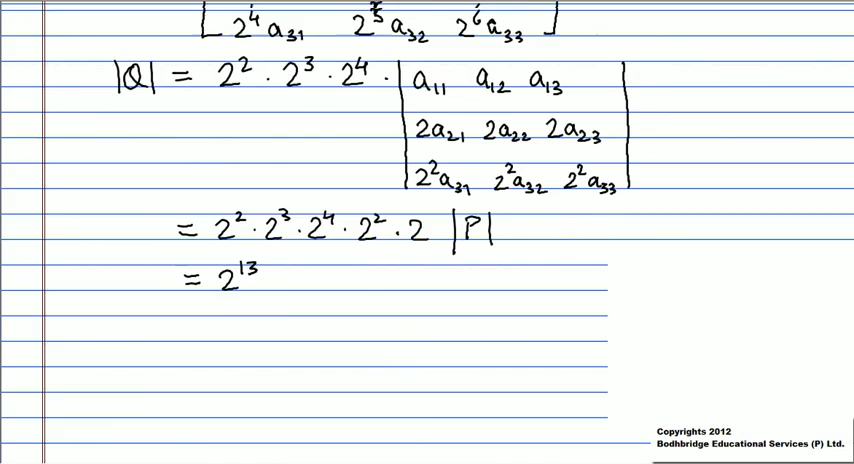 2⁴a₃₁ 2⁵a₃₂ 2⁶a₃₃
|Q| = 2² · 2³ · 2⁴ · | a₁₁ a₁₂ a₁₃ |
2a₂₁ 2a₂₂ 2a₂₃
2²a₃₁ 2²a₃₂ 2²a₃₃
= 2² · 2³ · 2⁴ · 2² · 2 |P|
= 2¹³
Copyrights 2012
Bodhbridge Educational Services (P) Ltd.